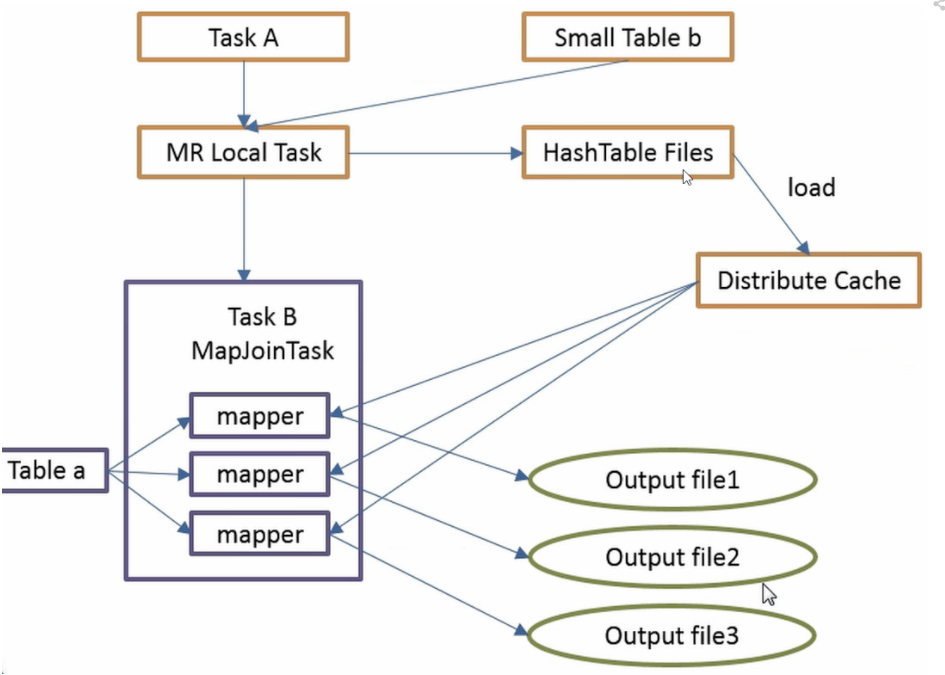 Task A
Small Table b
MR Local Task
HashTable Files
load
Distribute Cache
Task B
MapJoinTask
mapper
Table a
mapper
mapper
Output file1
Output file2
Output file3